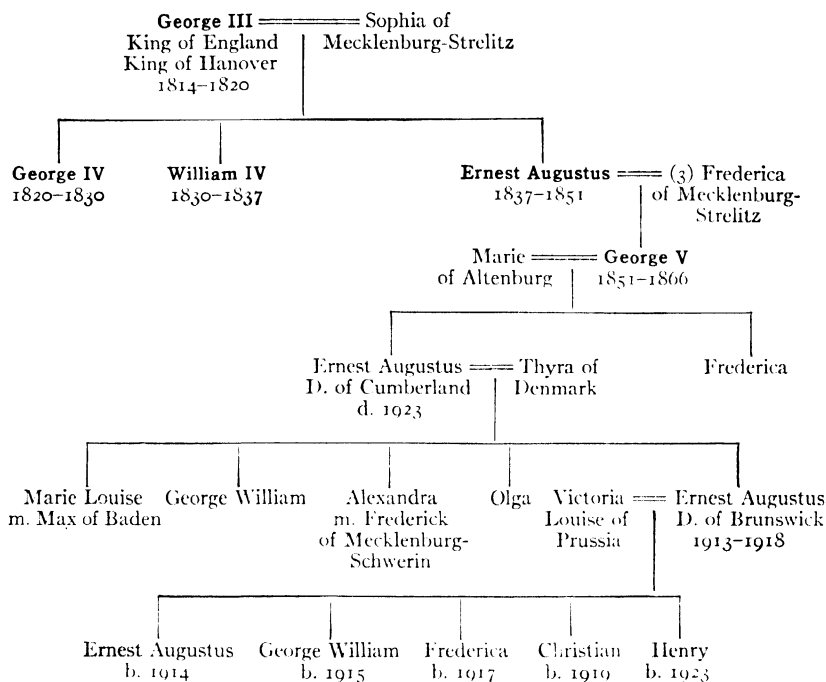 George III
King of England
King of Hanover
1814–1820
Sophia of
Mecklenburg-Strelitz
George IV
1820–1830
William IV
1830–1837
Ernest Augustus
1837–1851
(3) Frederica
of Mecklenburg-
Strelitz
Marie
of Altenburg
George V
1851–1866
Ernest Augustus
D. of Cumberland
d. 1923
Thyra of
Denmark
Frederica
Marie Louise
m. Max of Baden
George William
Alexandra
m. Frederick
of Mecklenburg-
Schwerin
Olga
Victoria
Louise of
Prussia
Ernest Augustus
D. of Brunswick
1913–1918
Ernest Augustus
b. 1914
George William
b. 1915
Frederica
b. 1917
Christian
b. 1919
Henry
b. 1923